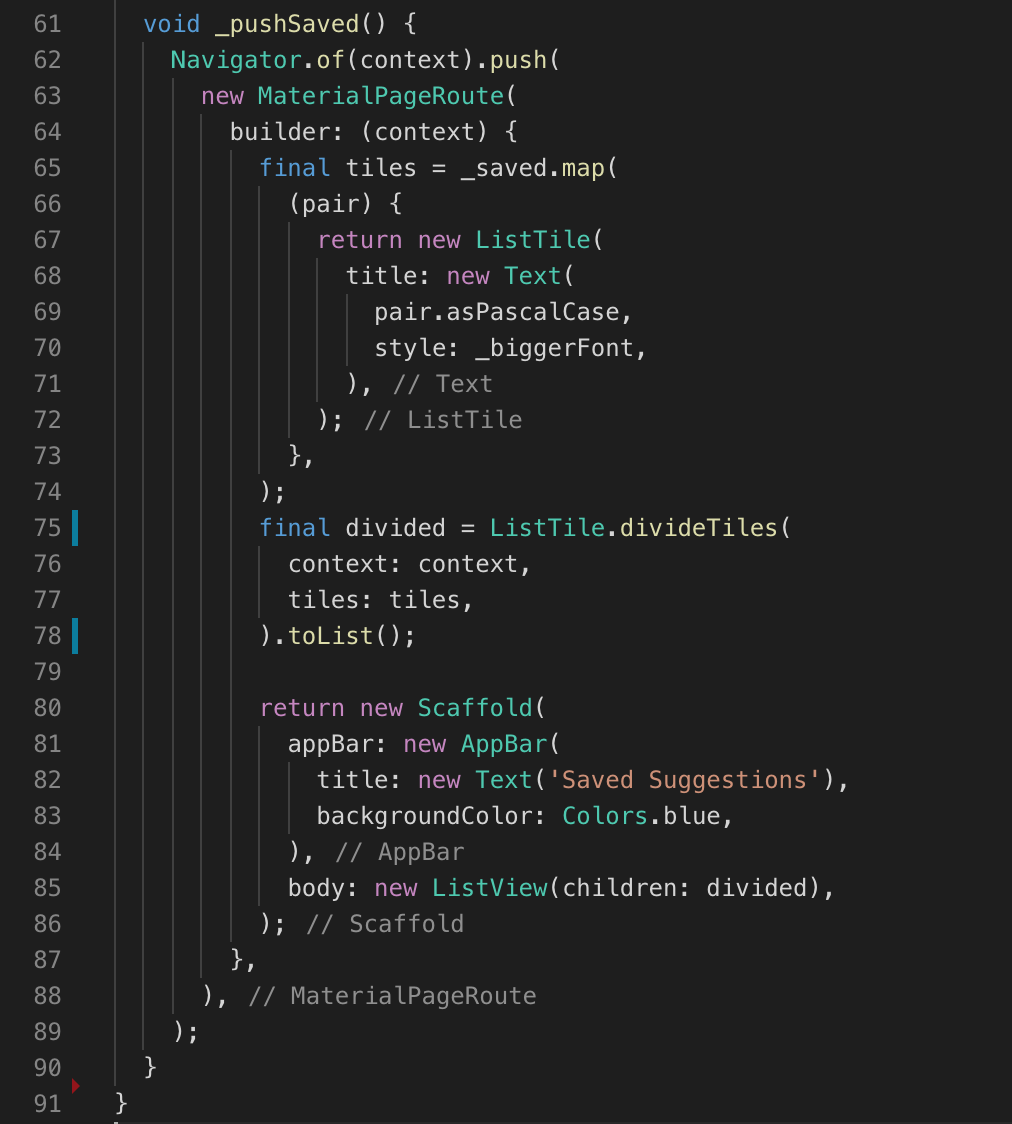 61 void _pushSaved() {
62 Navigator.of(context).push(
63 new MaterialPageRoute(
64 builder: (context) {
65 final tiles = _saved.map(
66 (pair) {
67 return new ListTile(
68 title: new Text(
69 pair.asPascalCase,
70 style: _biggerFont,
71 ), // Text
72 ); // ListTile
73 },
74 );
75 final divided = ListTile.divideTiles(
76 context: context,
77 tiles: tiles,
78 ).toList();
79
80 return new Scaffold(
81 appBar: new AppBar(
82 title: new Text('Saved Suggestions'),
83 backgroundColor: Colors.blue,
84 ), // AppBar
85 body: new ListView(children: divided),
86 ); // Scaffold
87 },
88 ), // MaterialPageRoute
89 );
90 }
91 }